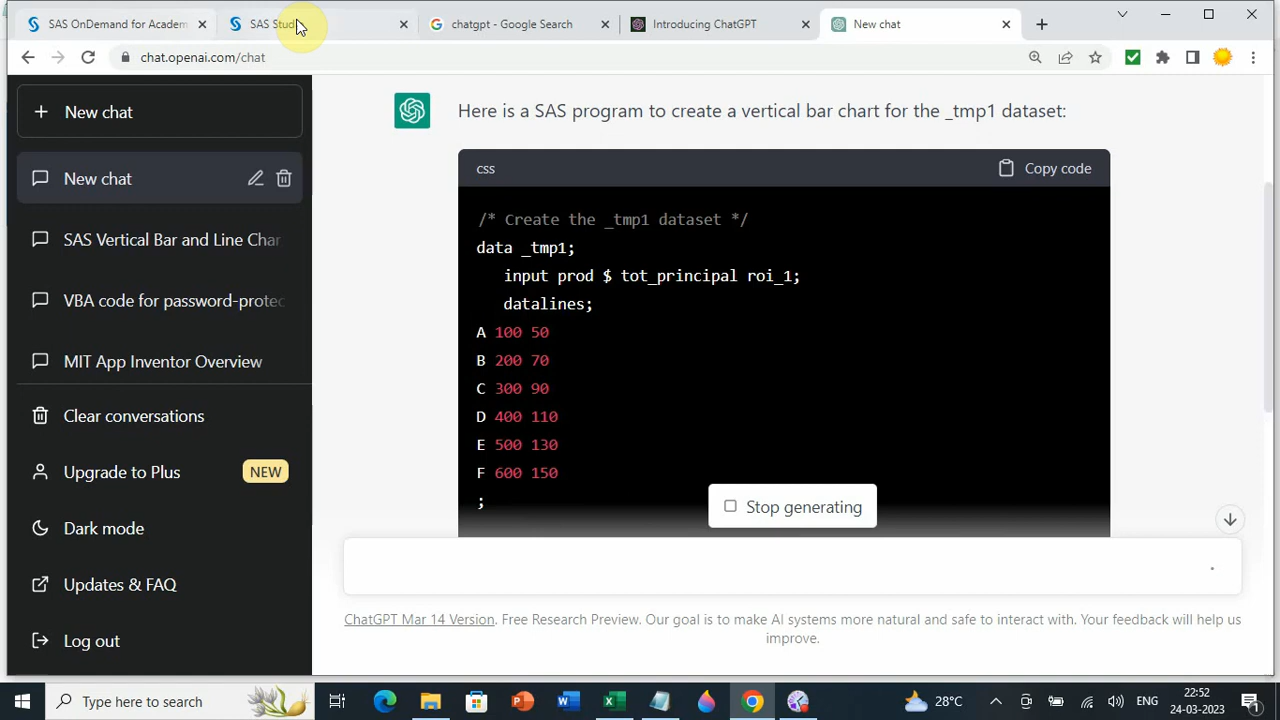 SAS OnDemand for Academ
SAS Stud
chatgpt - Google Search
Introducing ChatGPT
New chat
chat.openai.com/chat
New chat
New chat
SAS Vertical Bar and Line Char
VBA code for password-protec
MIT App Inventor Overview
Clear conversations
Upgrade to Plus NEW
Dark mode
Updates & FAQ
Log out
Here is a SAS program to create a vertical bar chart for the _tmp1 dataset:
css Copy code
/* Create the _tmp1 dataset */
data _tmp1;
input prod $ tot_principal roi_1;
datalines;
A 100 50
B 200 70
C 300 90
D 400 110
E 500 130
F 600 150
;
Stop generating
ChatGPT Mar 14 Version. Free Research Preview. Our goal is to make AI systems more natural and safe to interact with. Your feedback will help us
improve.
Type here to search
28°C
ENG
22:52
24-03-2023
1